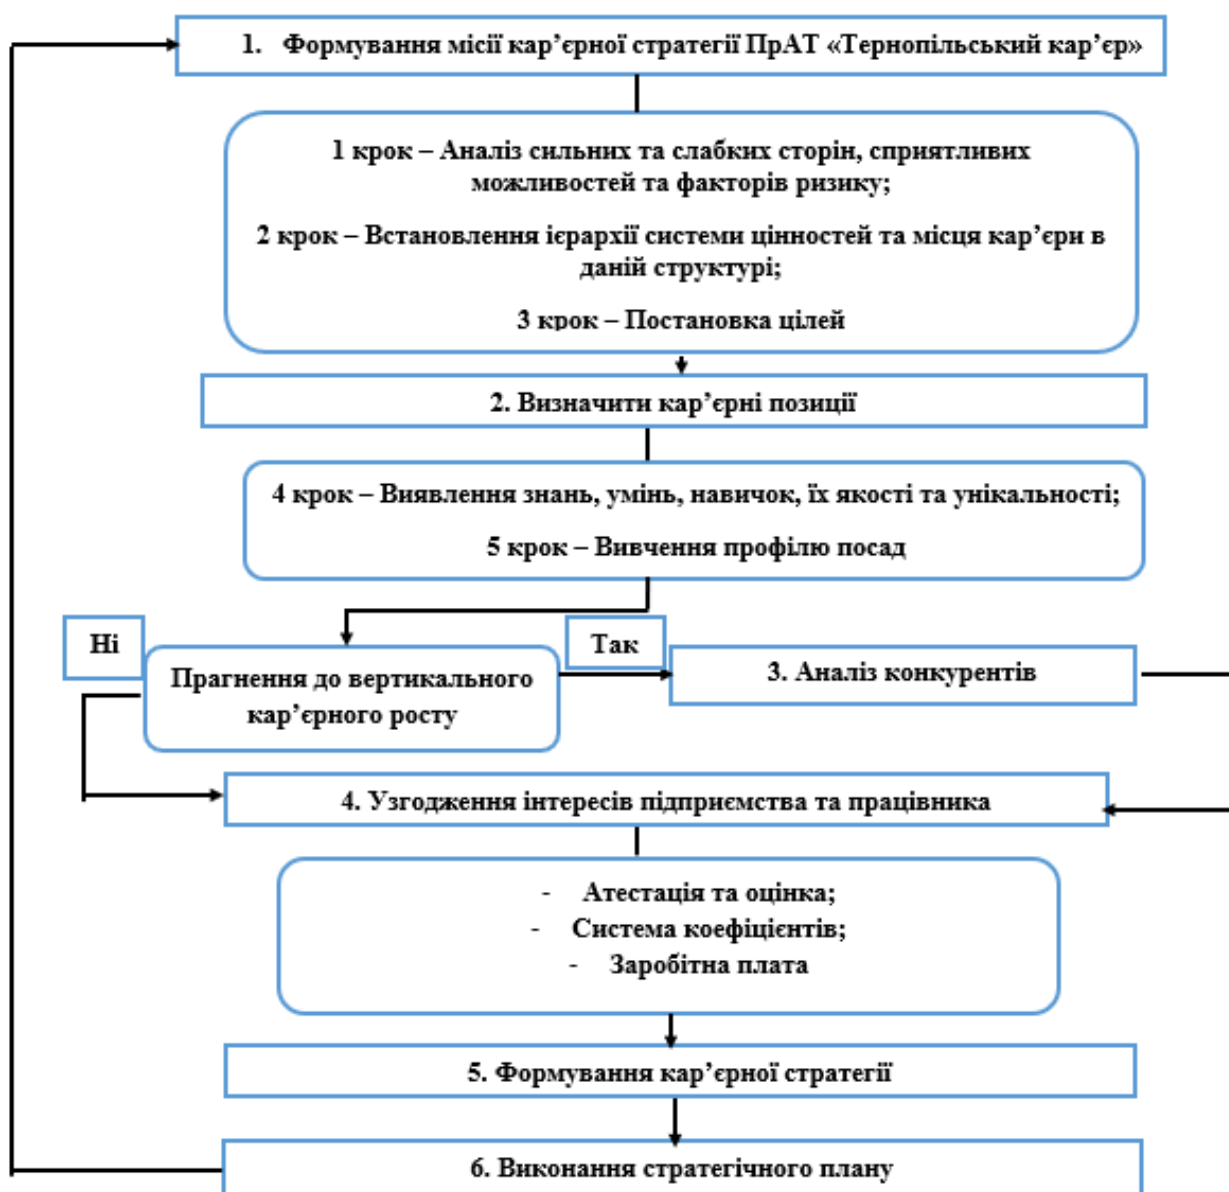 1. Формування місії кар’єрної стратегії ПрАТ «Тернопільський кар’єр»
1 крок – Аналіз сильних та слабких сторін, сприятливих
можливостей та факторів ризику;
2 крок – Встановлення ієрархії системи цінностей та місця кар’єри в
даній структурі;
3 крок – Постановка цілей
2. Визначити кар’єрні позиції
4 крок – Виявлення знань, умінь, навичок, їх якості та унікальності;
5 крок – Вивчення профілю посад
Ні
Так
Прагнення до вертикального
кар’єрного росту
3. Аналіз конкурентів
4. Узгодження інтересів підприємства та працівника
- Атестація та оцінка;
- Система коефіцієнтів;
- Заробітна плата
5. Формування кар’єрної стратегії
6. Виконання стратегічного плану